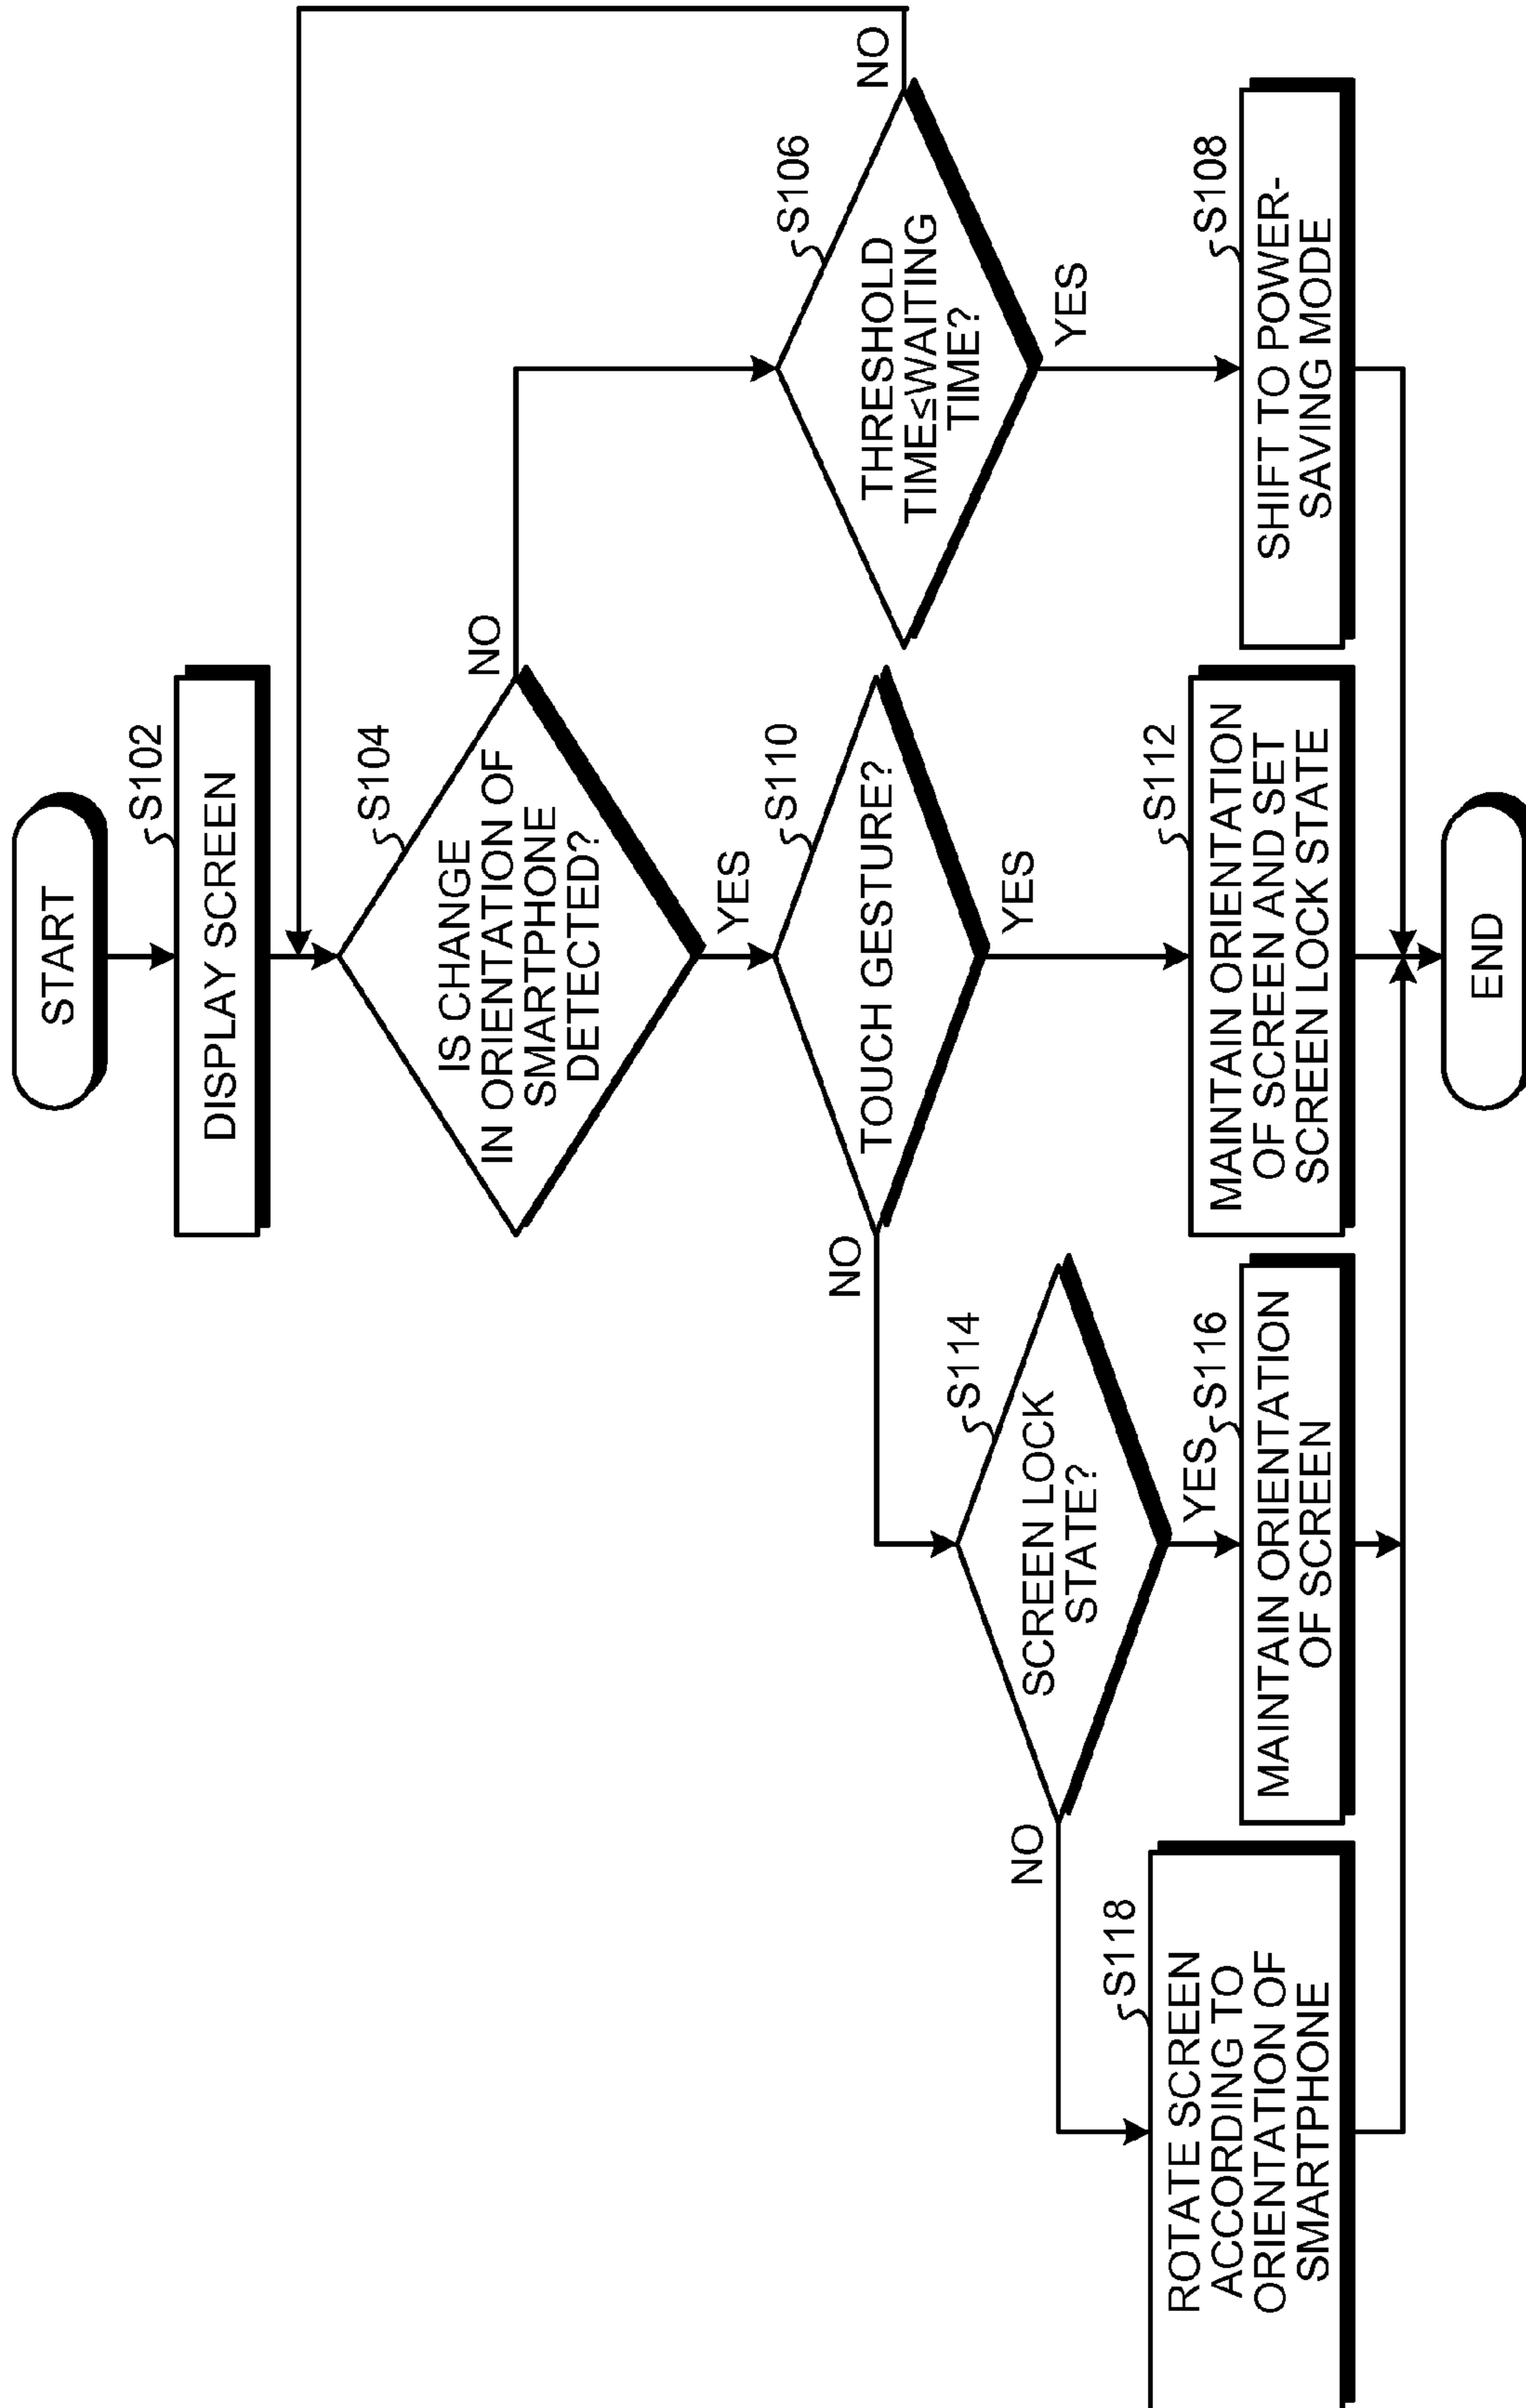 START
S102
DISPLAY SCREEN
S104
IS CHANGE
IN ORIENTATION OF
SMARTPHONE
DETECTED?
NO
YES
S106
THRESHOLD
TIME≤WAITING
TIME?
NO
YES
S108
SHIFT TO POWER-
SAVING MODE
S110
TOUCH GESTURE?
NO
YES
S112
MAINTAIN ORIENTATION
OF SCREEN AND SET
SCREEN LOCK STATE
S114
SCREEN LOCK
STATE?
NO
YES
S116
MAINTAIN ORIENTATION
OF SCREEN
S118
ROTATE SCREEN
ACCORDING TO
ORIENTATION OF
SMARTPHONE
END